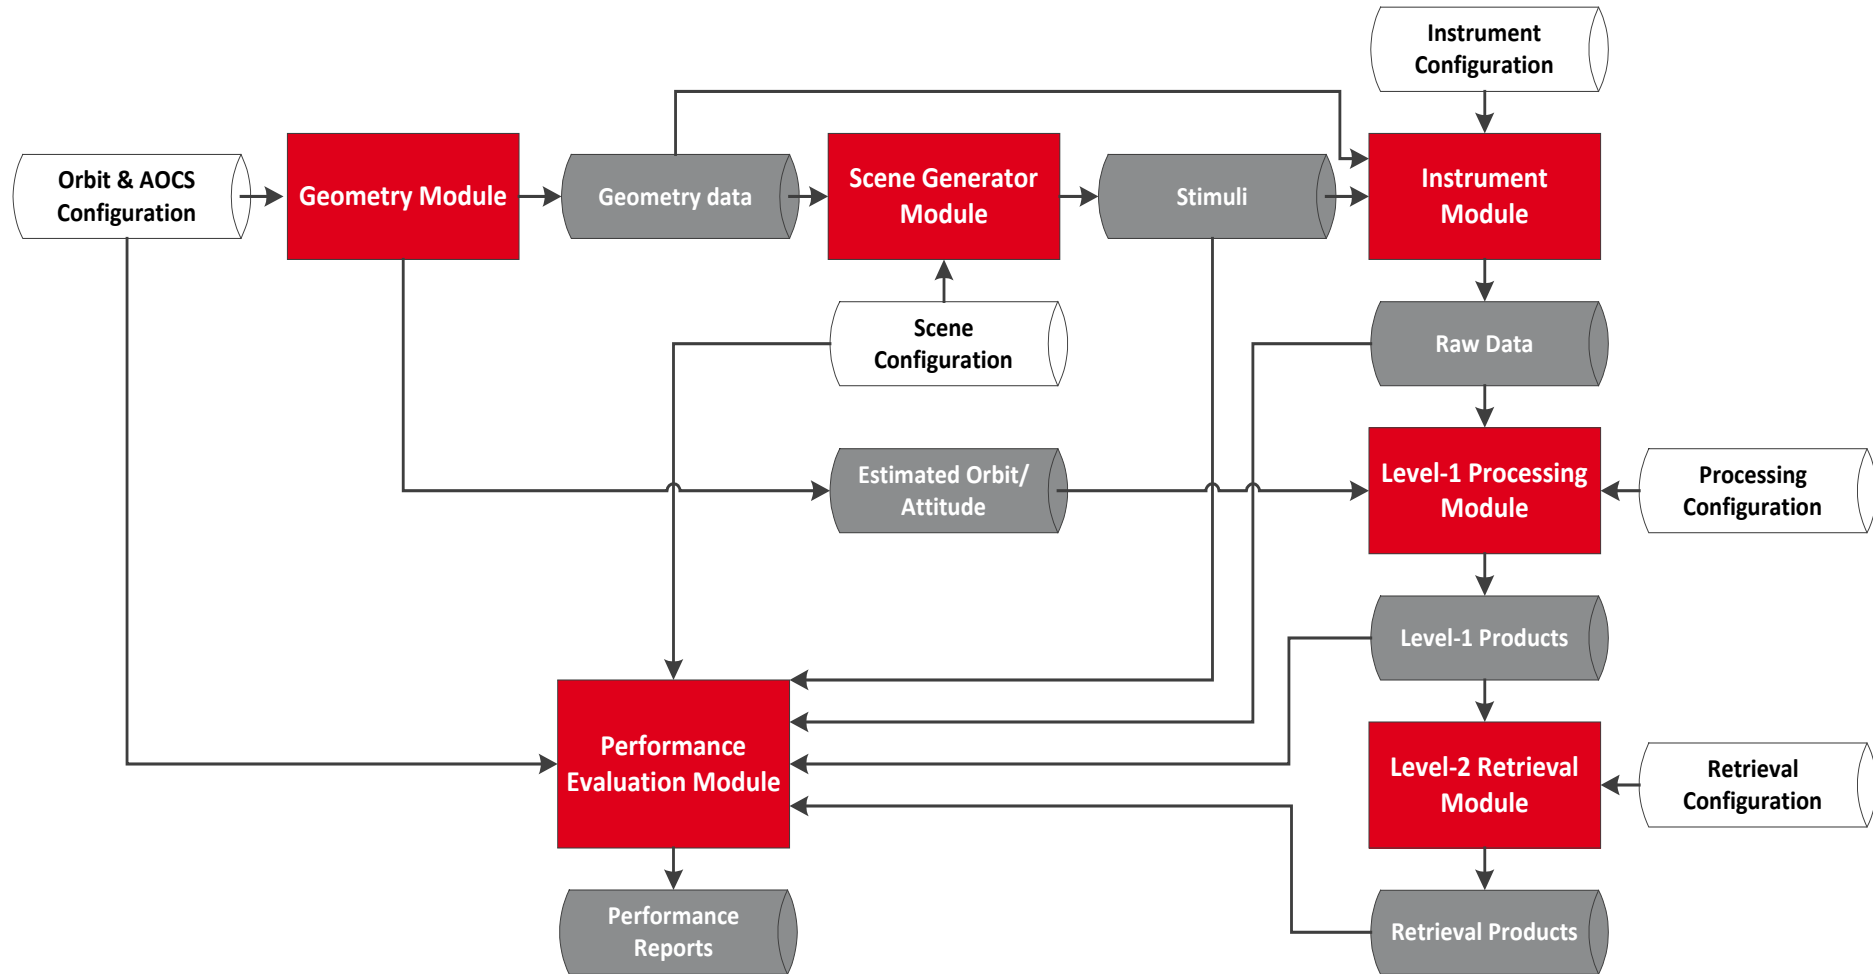 Instrument
Configuration
Orbit & AOCS
Configuration
Geometry Module
Geometry data
Scene Generator
Module
Stimuli
Instrument
Module
Scene
Configuration
Raw Data
Estimated Orbit/
Attitude
Level-1 Processing
Module
Processing
Configuration
Level-1 Products
Performance
Evaluation Module
Level-2 Retrieval
Module
Retrieval
Configuration
Performance
Reports
Retrieval Products